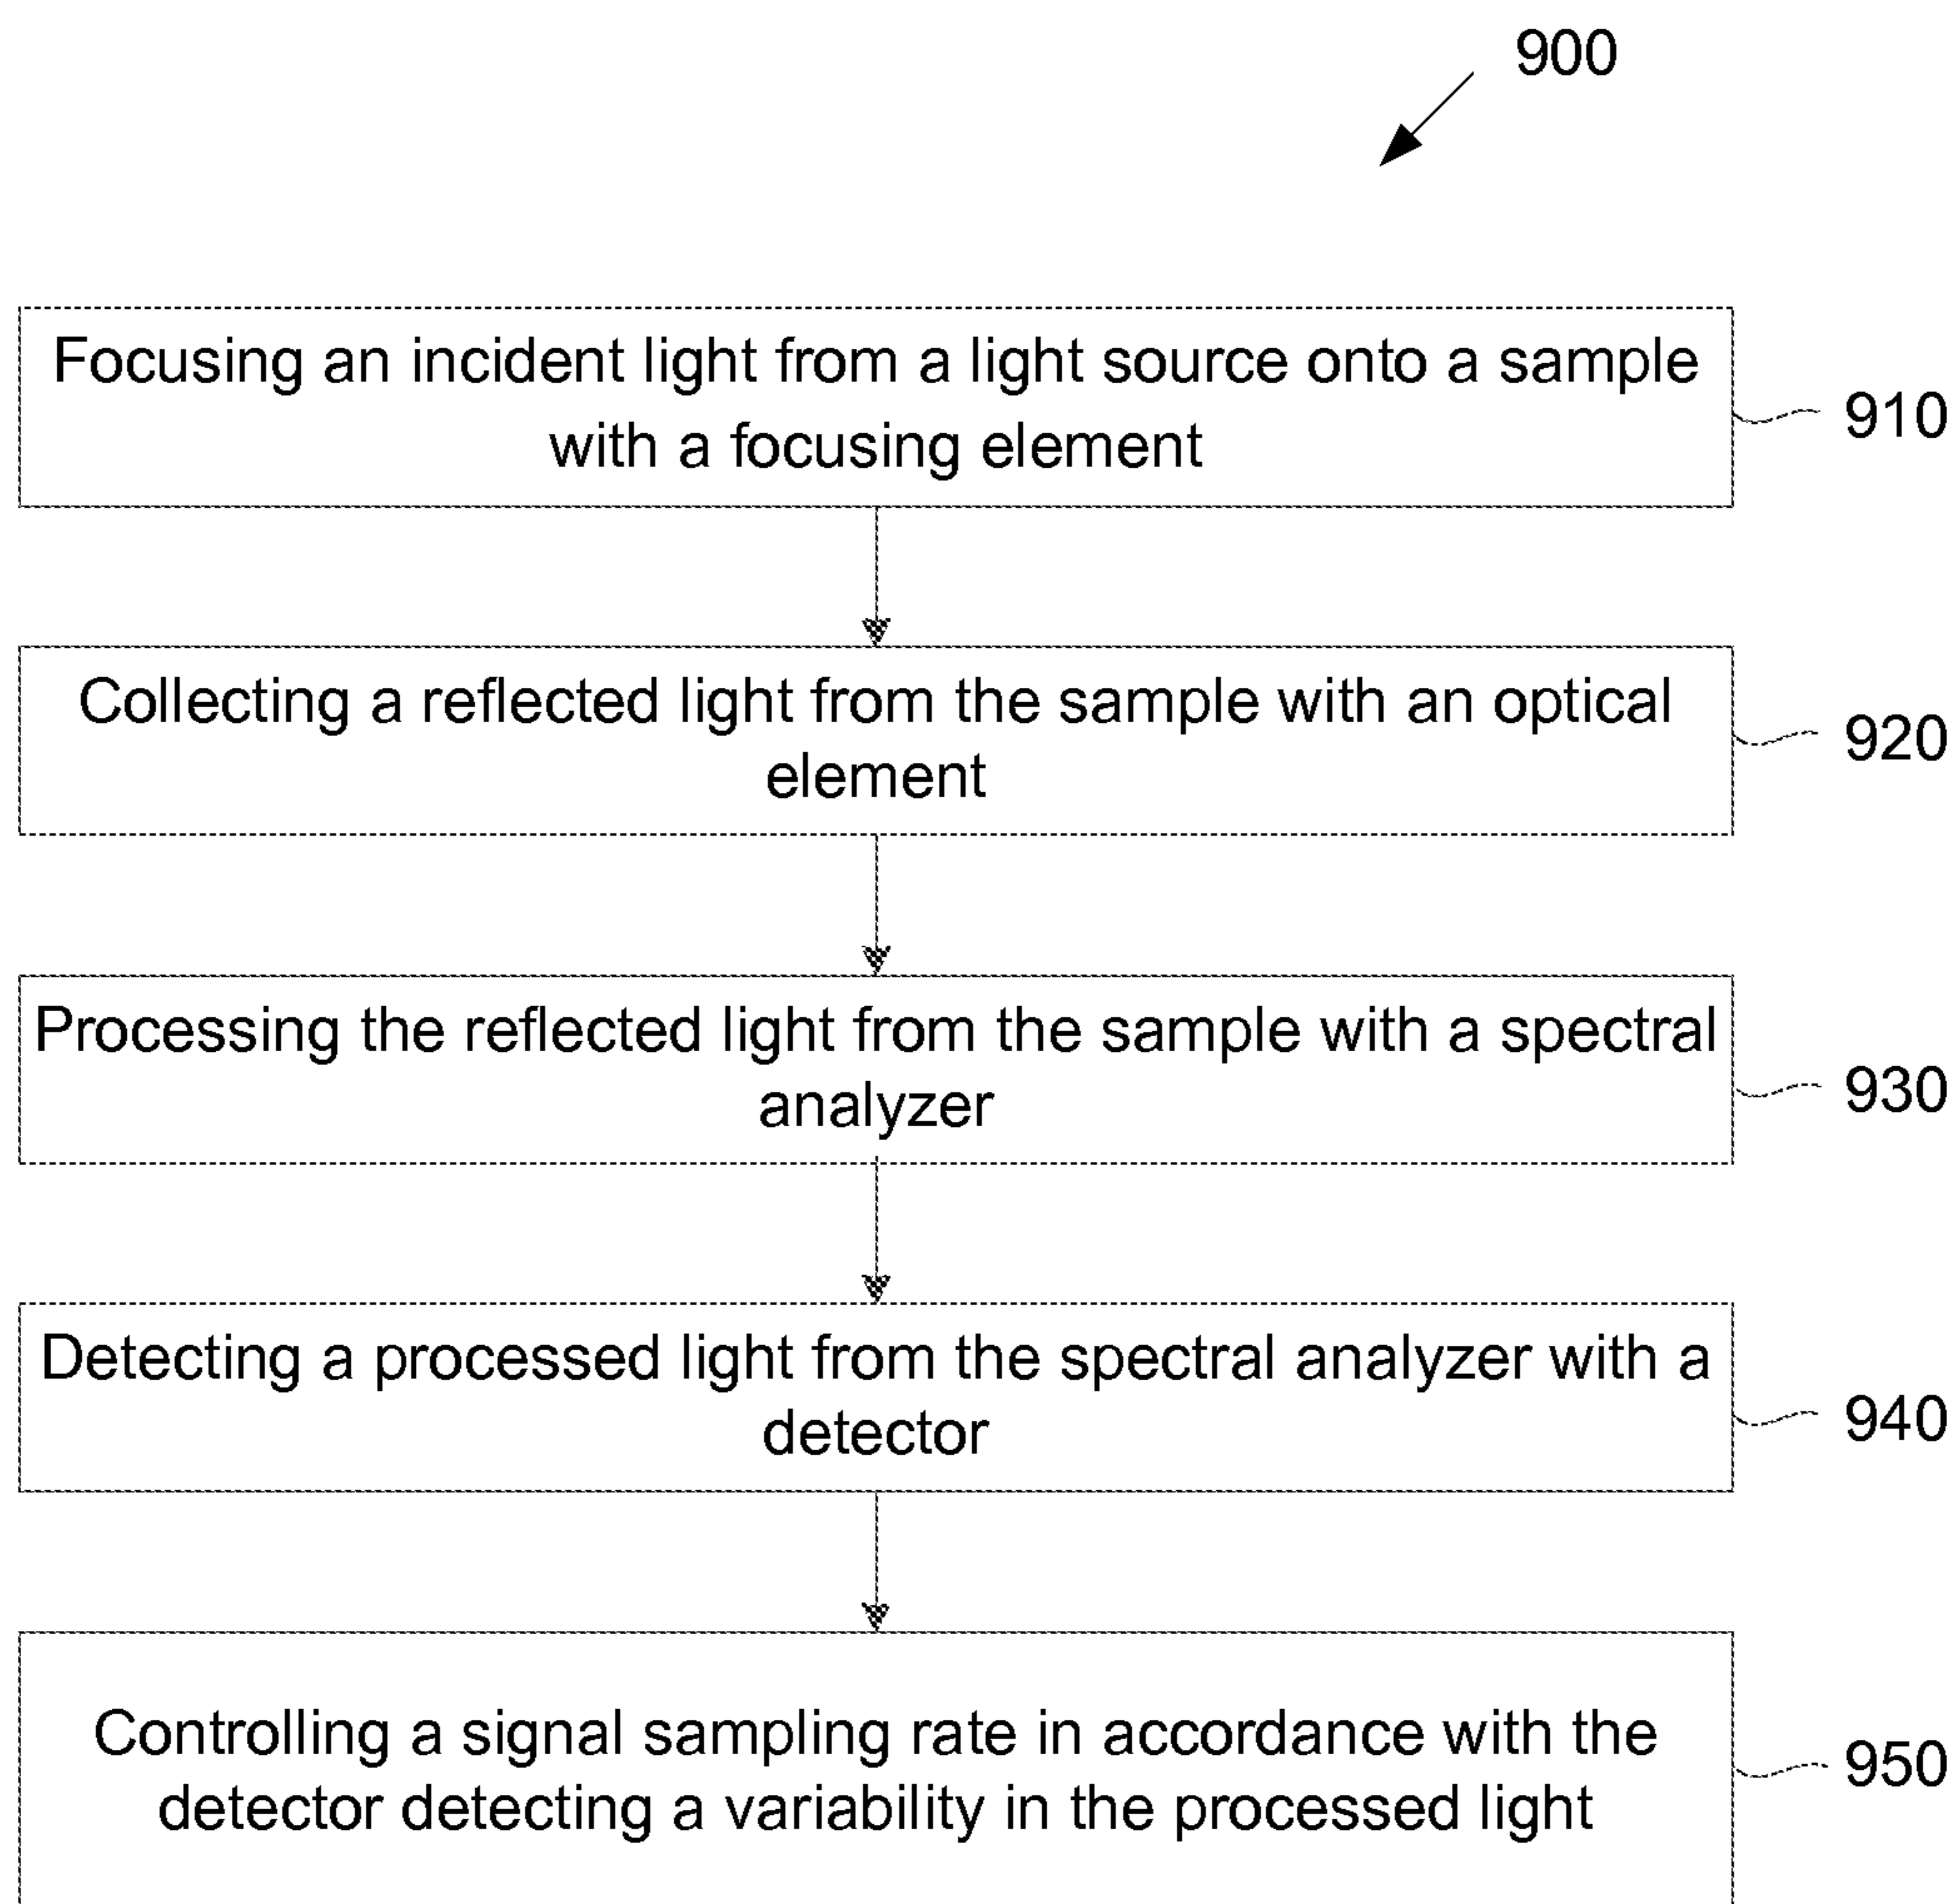 900
Focusing an incident light from a light source onto a sample
with a focusing element
910
Collecting a reflected light from the sample with an optical
element
920
Processing the reflected light from the sample with a spectral
analyzer
930
Detecting a processed light from the spectral analyzer with a
detector
940
Controlling a signal sampling rate in accordance with the
detector detecting a variability in the processed light
950